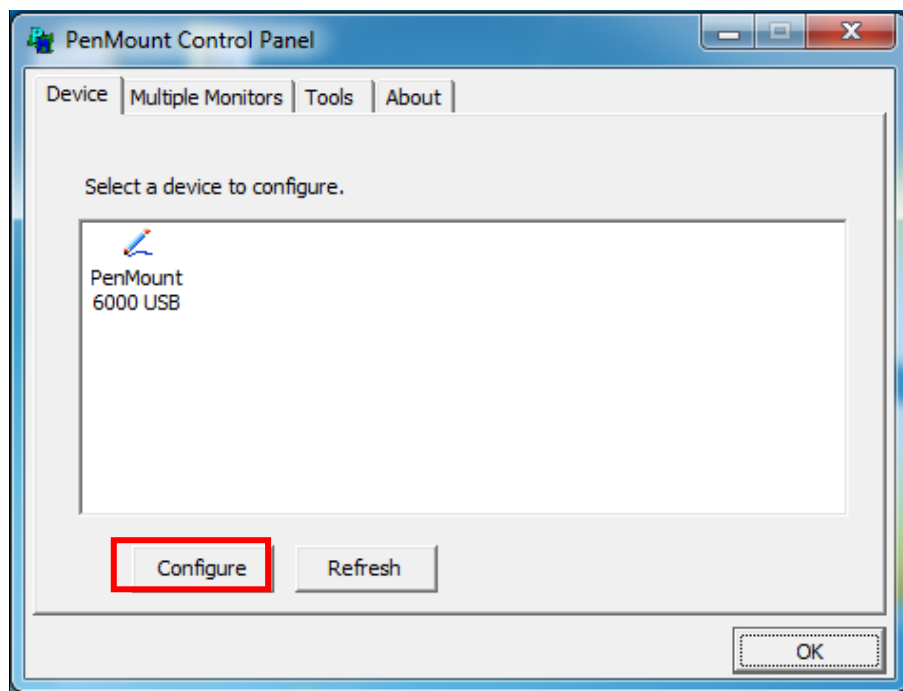 PenMount Control Panel
Device Multiple Monitors Tools About
Select a device to configure.
PenMount
6000 USB
Configure Refresh
OK